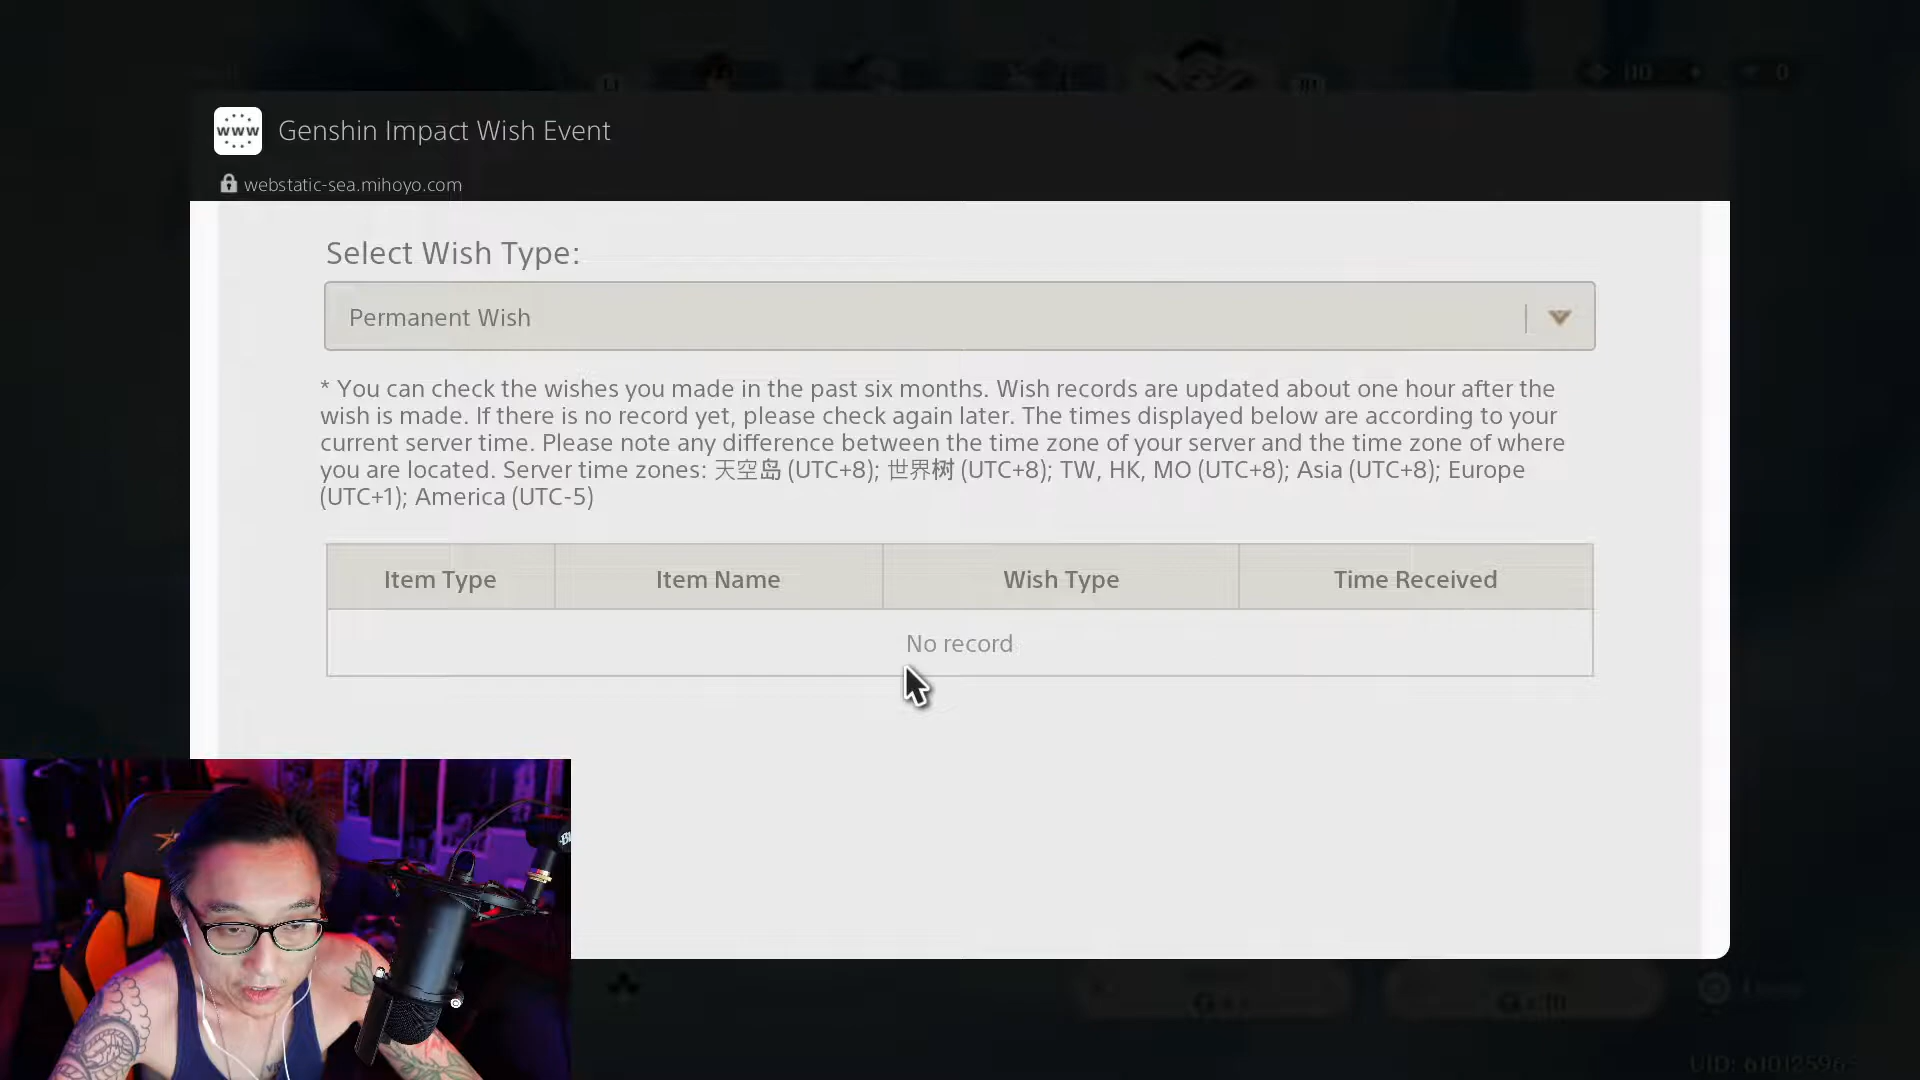 www
Genshin Impact Wish Event
webstatic-sea.mihoyo.com
Select Wish Type:
Permanent Wish
* You can check the wishes you made in the past six months. Wish records are updated about one hour after the
wish is made. If there is no record yet, please check again later. The times displayed below are according to your
current server time. Please note any difference between the time zone of your server and the time zone of where
you are located. Server time zones: 天空岛 (UTC+8); 世界树 (UTC+8); TW, HK, MO (UTC+8); Asia (UTC+8); Europe
(UTC+1); America (UTC-5)
Item Type Item Name Wish Type Time Received
No record